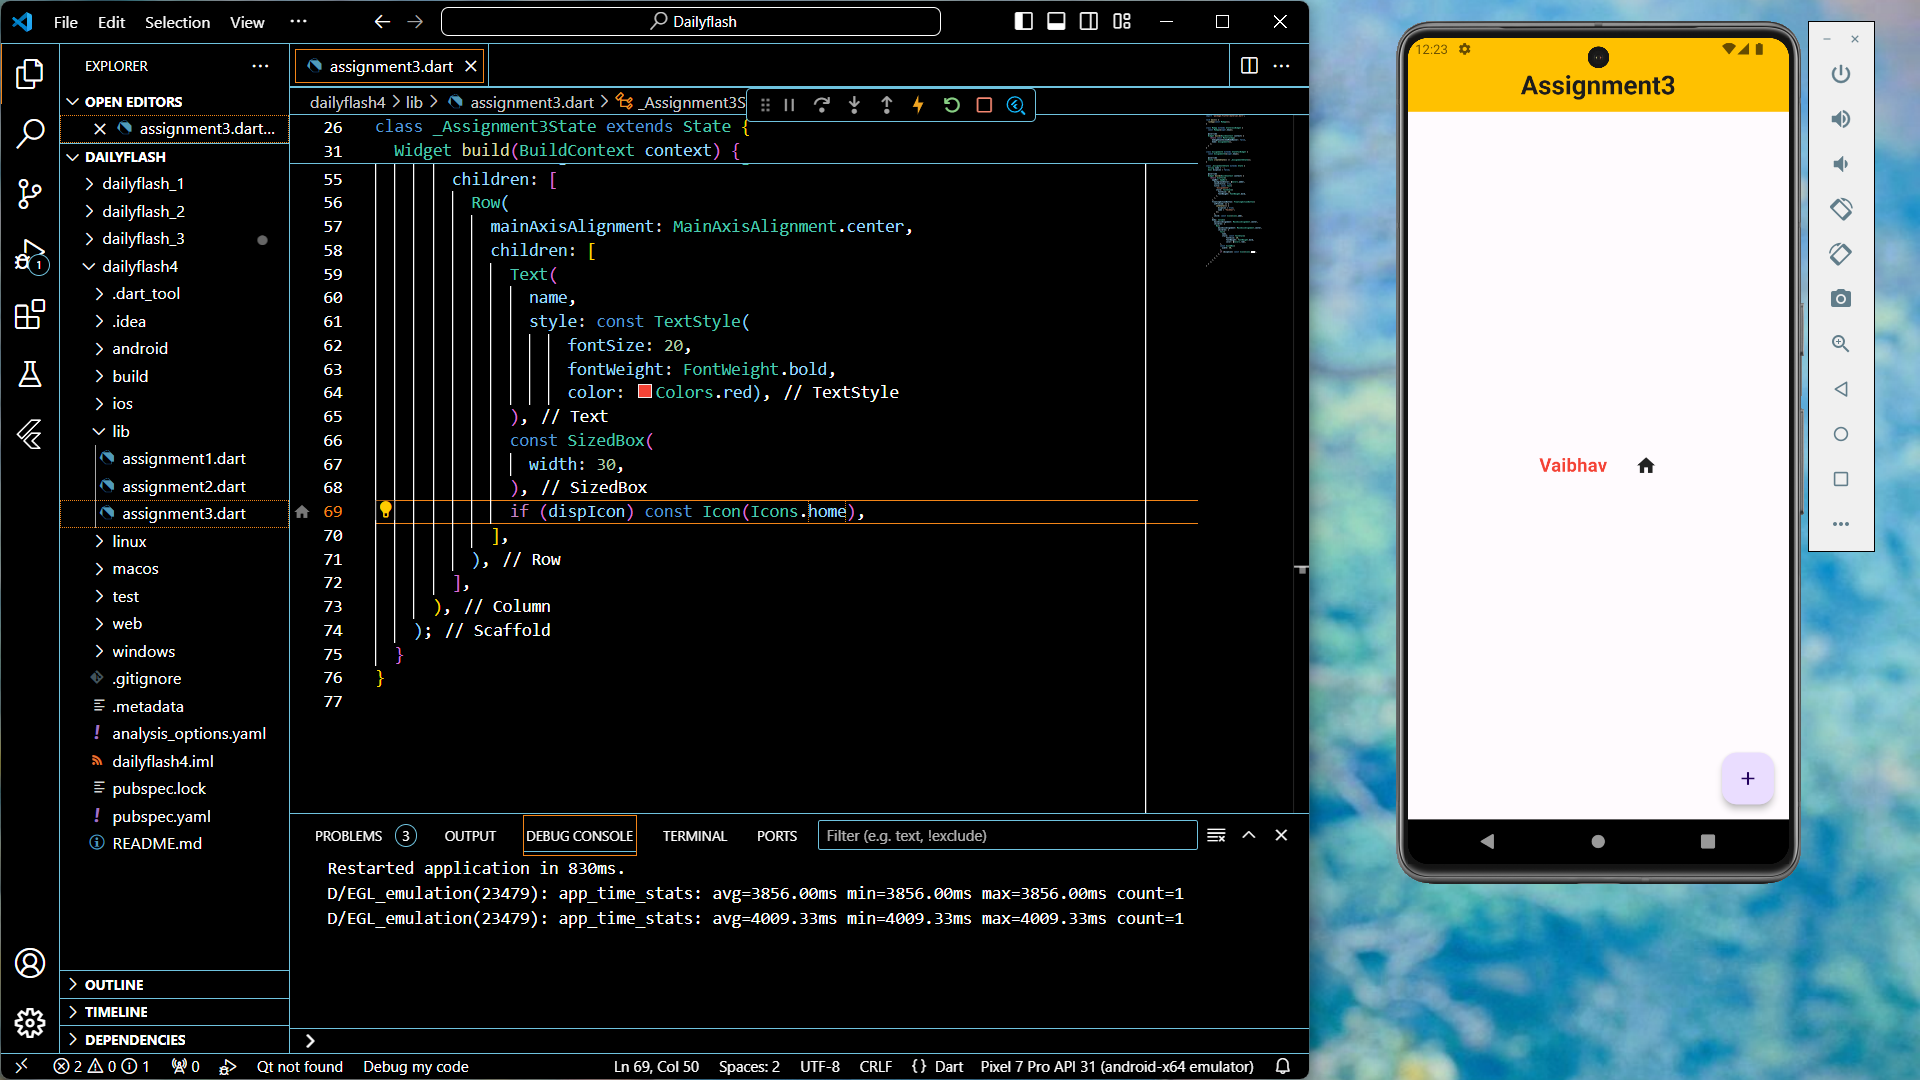 File Edit Selection View ···
Dailyflash
EXPLORER
OPEN EDITORS
assignment3.dart...
DAILYFLASH
dailyflash_1
dailyflash_2
dailyflash_3
dailyflash4
.dart_tool
.idea
android
build
ios
lib
assignment1.dart
assignment2.dart
assignment3.dart
linux
macos
test
web
windows
.gitignore
.metadata
analysis_options.yaml
dailyflash4.iml
pubspec.lock
pubspec.yaml
README.md
OUTLINE
TIMELINE
DEPENDENCIES
1
assignment3.dart
dailyflash4 > lib > assignment3.dart > _Assignment3S
26 class _Assignment3State extends State {
31 Widget build(BuildContext context) {
55 children: [
56 Row(
57 mainAxisAlignment: MainAxisAlignment.center,
58 children: [
59 Text(
60 name,
61 style: const TextStyle(
62 fontSize: 20,
63 fontWeight: FontWeight.bold,
64 color: Colors.red), // TextStyle
65 ), // Text
66 const SizedBox(
67 width: 30,
68 ), // SizedBox
69 if (dispIcon) const Icon(Icons.home),
70 ],
71 ), // Row
72 ],
73 ), // Column
74 ); // Scaffold
75 }
76 }
77
PROBLEMS 3 OUTPUT DEBUG CONSOLE TERMINAL PORTS Filter (e.g. text, !exclude)
Restarted application in 830ms.
D/EGL_emulation(23479): app_time_stats: avg=3856.00ms min=3856.00ms max=3856.00ms count=1
D/EGL_emulation(23479): app_time_stats: avg=4009.33ms min=4009.33ms max=4009.33ms count=1
2 0 1 0 Qt not found Debug my code Ln 69, Col 50 Spaces: 2 UTF-8 CRLF {} Dart Pixel 7 Pro API 31 (android-x64 emulator)
12:23
Assignment3
Vaibhav
+